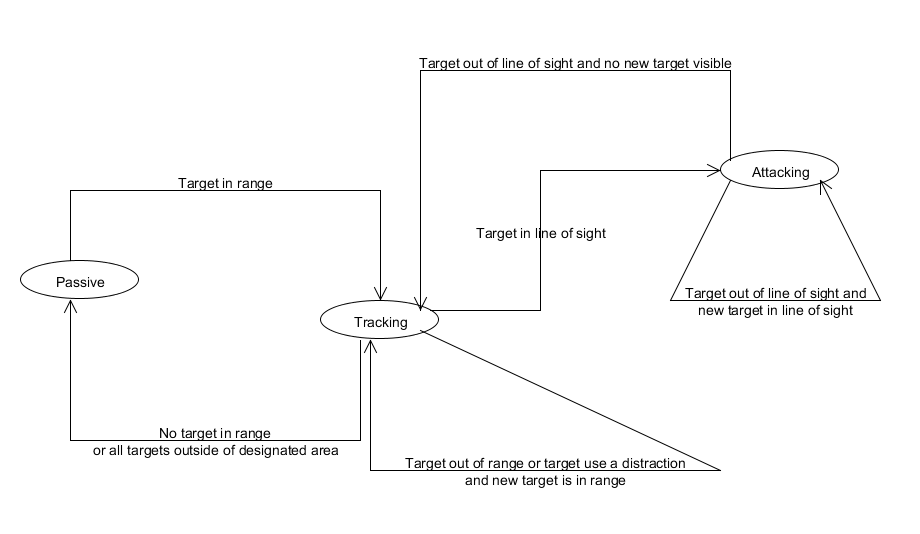 Target out of line of sight and no new target visible
Attacking
Target in range
Target in line of sight
Passive
Target out of line of sight and
new target in line of sight
Tracking
No target in range
or all targets outside of designated area
Target out of range or target use a distraction
and new target is in range